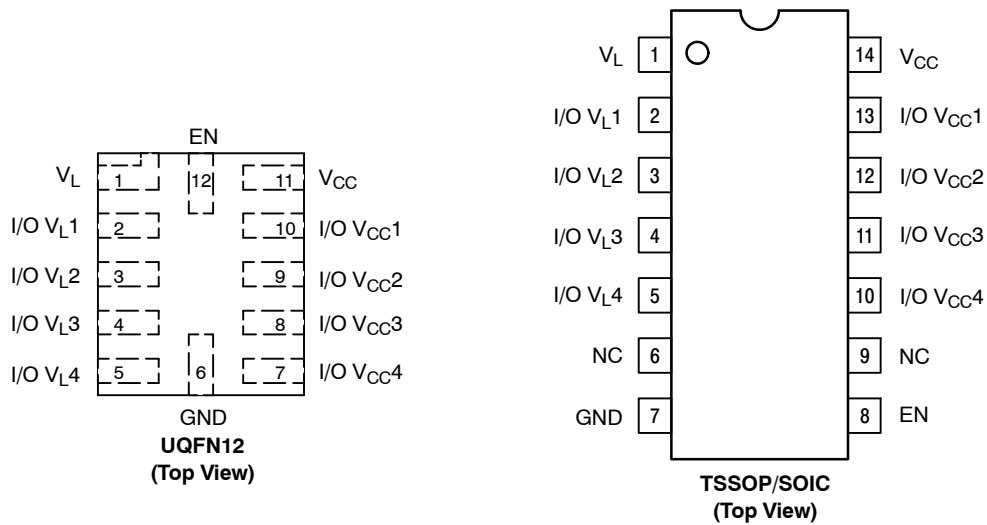 EN
V_L 1 12 11 V_CC
I/O V_L1 2 10 I/O V_CC1
I/O V_L2 3 9 I/O V_CC2
I/O V_L3 4 8 I/O V_CC3
I/O V_L4 5 6 7 I/O V_CC4
GND
UQFN12
(Top View)
V_L 1 14 V_CC
I/O V_L1 2 13 I/O V_CC1
I/O V_L2 3 12 I/O V_CC2
I/O V_L3 4 11 I/O V_CC3
I/O V_L4 5 10 I/O V_CC4
NC 6 9 NC
GND 7 8 EN
TSSOP/SOIC
(Top View)